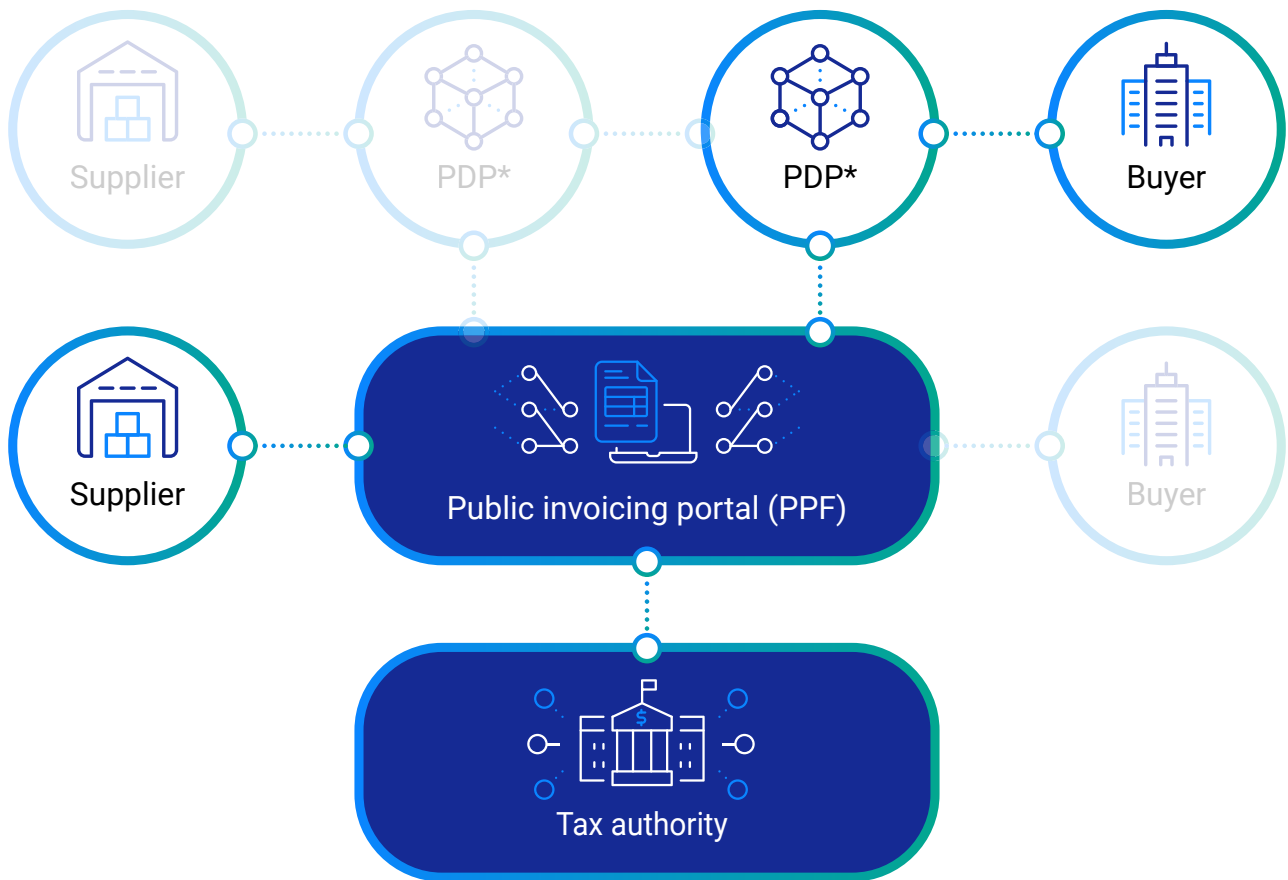 Supplier
PDP*
PDP*
Buyer
Supplier
Public invoicing portal (PPF)
Buyer
$
Tax authority